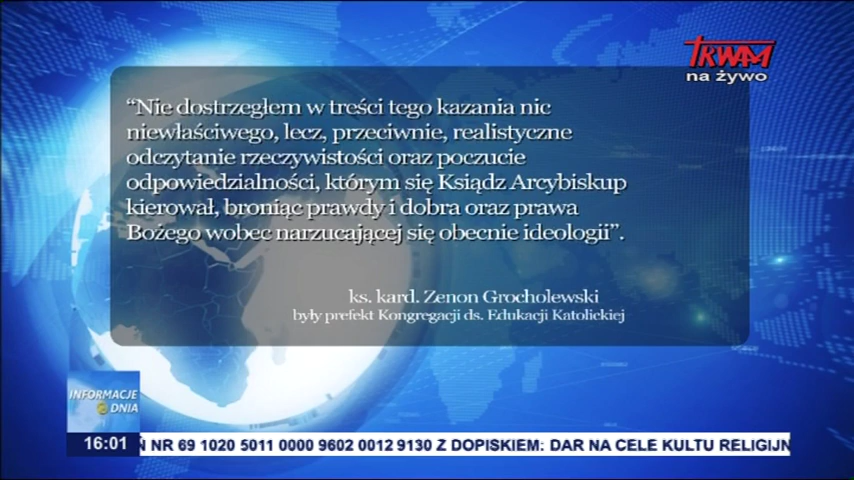 TRWAM
na żywo
“Nie dostrzegłem w treści tego kazania nic
niewłaściwego, lecz, przeciwnie, realistyczne
odczytanie rzeczywistości oraz poczucie
odpowiedzialności, którym się Ksiądz Arcybiskup
kierował, broniąc prawdy i dobra oraz prawa
Bożego wobec narzucającej się obecnie ideologii”.
ks. kard. Zenon Grocholewski
były prefekt Kongregacji ds. Edukacji Katolickiej
INFORMACJE
DNIA
16:01 Ń NR 69 1020 5011 0000 9602 0012 9130 Z DOPISKIEM: DAR NA CELE KULTU RELIGIJN